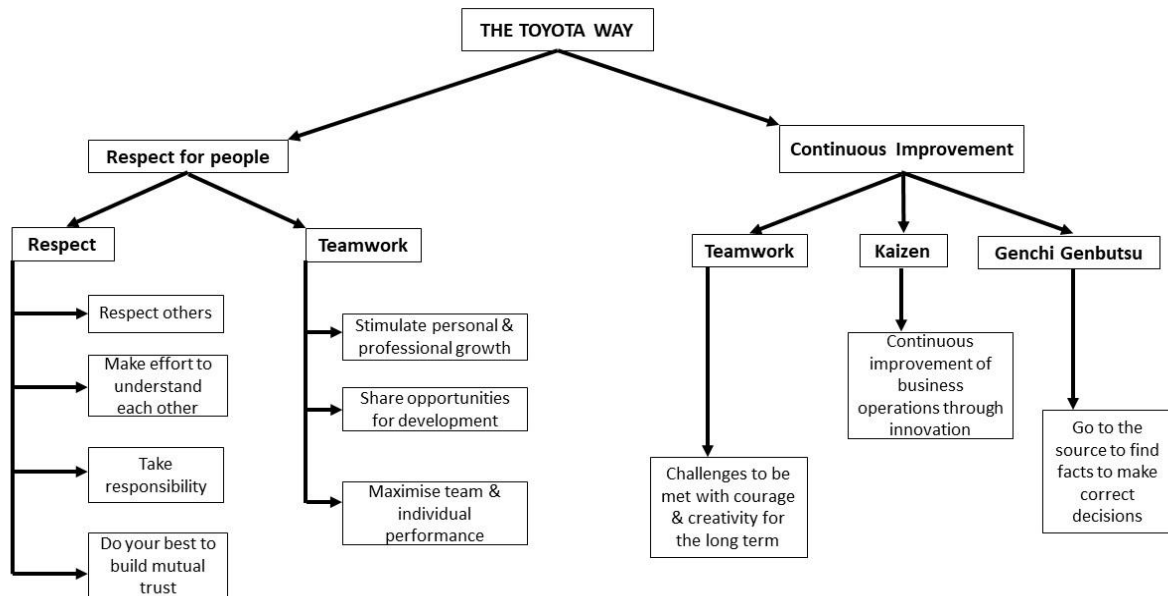 THE TOYOTA WAY
Respect for people
Continuous Improvement
Respect
Teamwork
Teamwork
Kaizen
Genchi Genbutsu
Respect others
Make effort to
understand
each other
Take
responsibility
Do your best to
build mutual
trust
Stimulate personal &
professional growth
Share opportunities
for development
Maximise team &
individual
performance
Challenges to be
met with courage
& creativity for
the long term
Continuous
improvement of
business
operations through
innovation
Go to the
source to find
facts to make
correct
decisions